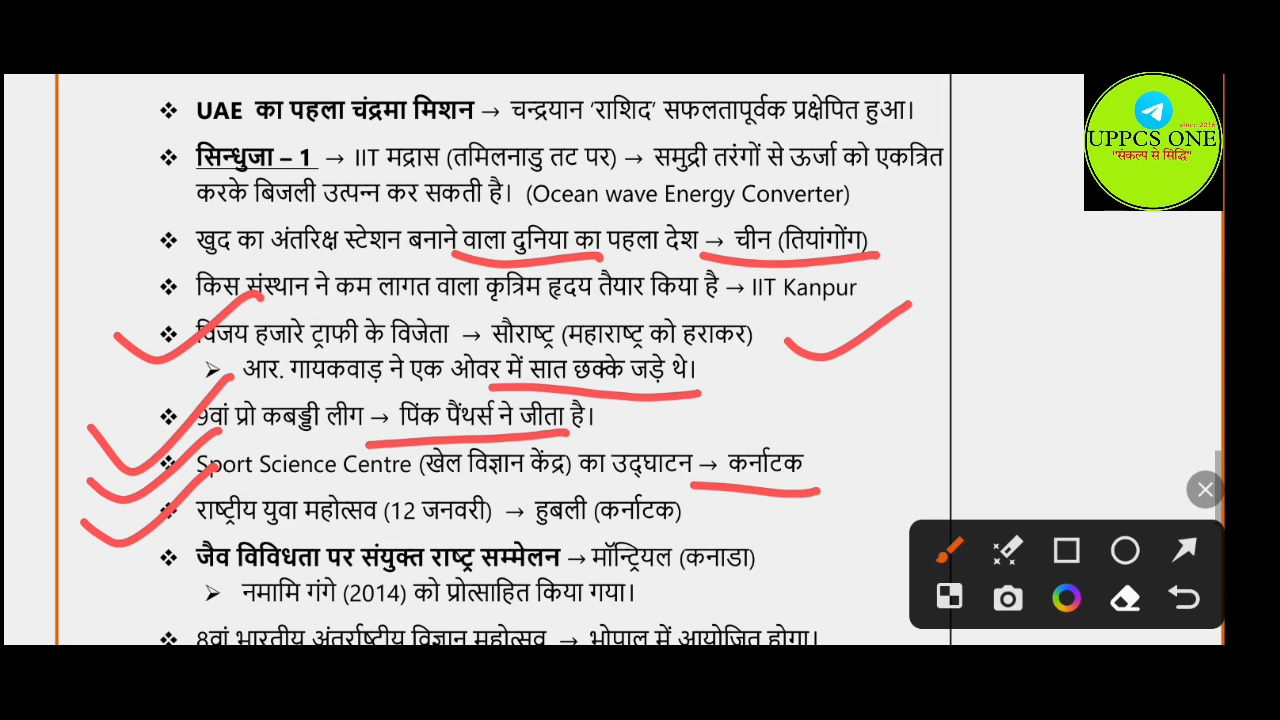 ❖ UAE का पहला चंद्रमा मिशन → चन्द्रयान ‘राशिद’ सफलतापूर्वक प्रक्षेपित हुआ।
❖ सिन्धुजा – 1 → IIT मद्रास (तमिलनाडु तट पर) → समुद्री तरंगों से ऊर्जा को एकत्रित
करके बिजली उत्पन्न कर सकती है। (Ocean wave Energy Converter)
❖ खुद का अंतरिक्ष स्टेशन बनाने वाला दुनिया का पहला देश → चीन (तियांगोंग)
❖ किस संस्थान ने कम लागत वाला कृत्रिम हृदय तैयार किया है → IIT Kanpur
❖ विजय हजारे ट्राफी के विजेता → सौराष्ट्र (महाराष्ट्र को हराकर)
➢ आर. गायकवाड़ ने एक ओवर में सात छक्के जड़े थे।
❖ 9वां प्रो कबड्डी लीग → पिंक पैंथर्स ने जीता है।
❖ Sport Science Centre (खेल विज्ञान केंद्र) का उद्घाटन → कर्नाटक
❖ राष्ट्रीय युवा महोत्सव (12 जनवरी) → हुबली (कर्नाटक)
❖ जैव विविधता पर संयुक्त राष्ट्र सम्मेलन → मॉन्ट्रियल (कनाडा)
➢ नमामि गंगे (2014) को प्रोत्साहित किया गया।
❖ 8वां भारतीय अंतर्राष्ट्रीय विज्ञान महोत्सव → भोपाल में आयोजित होगा।
since 2016
UPPCS ONE
"संकल्प से सिद्धि"